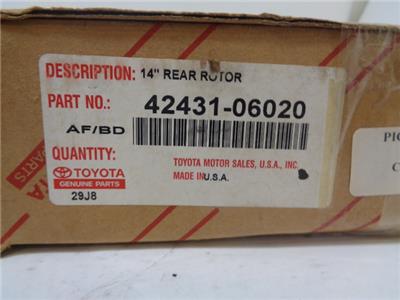 DESCRIPTION: 14" REAR ROTOR
PART NO.: 42431-06020
AF/BD
QUANTITY:
TOYOTA MOTOR SALES, U.S.A., INC.
MADE IN U.S.A.
TOYOTA
GENUINE PARTS
29J8
PARTS